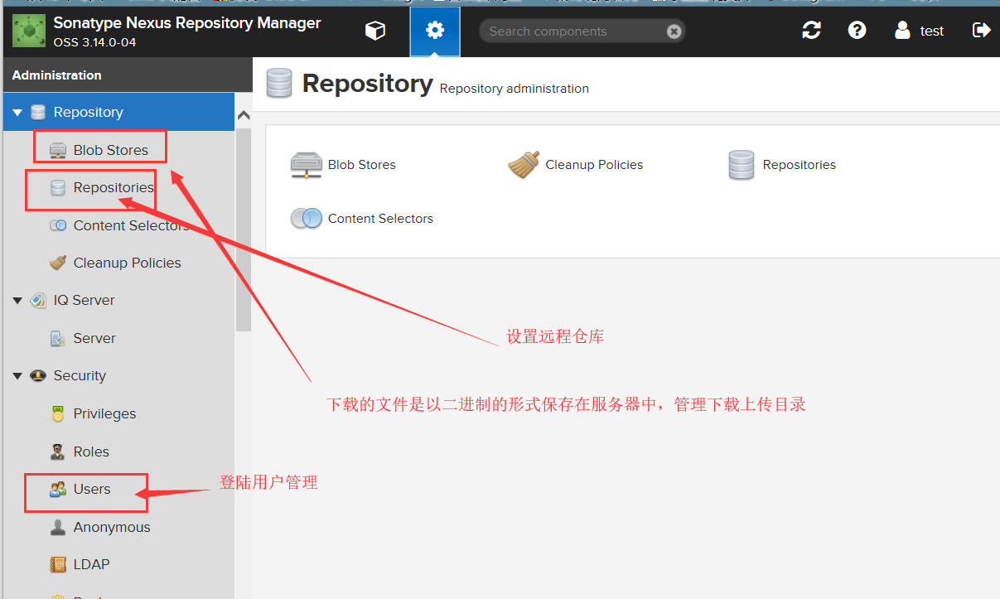 Sonatype Nexus Repository Manager
OSS 3.14.0-04
Search components
test
Administration
Repository
Blob Stores
Repositories
Content Selectors
Cleanup Policies
IQ Server
Server
Security
Privileges
Roles
Users
Anonymous
LDAP
Repository Repository administration
Blob Stores
Cleanup Policies
Repositories
Content Selectors
设置远程仓库
下载的文件是以二进制的形式保存在服务器中，管理下载上传目录
登陆用户管理